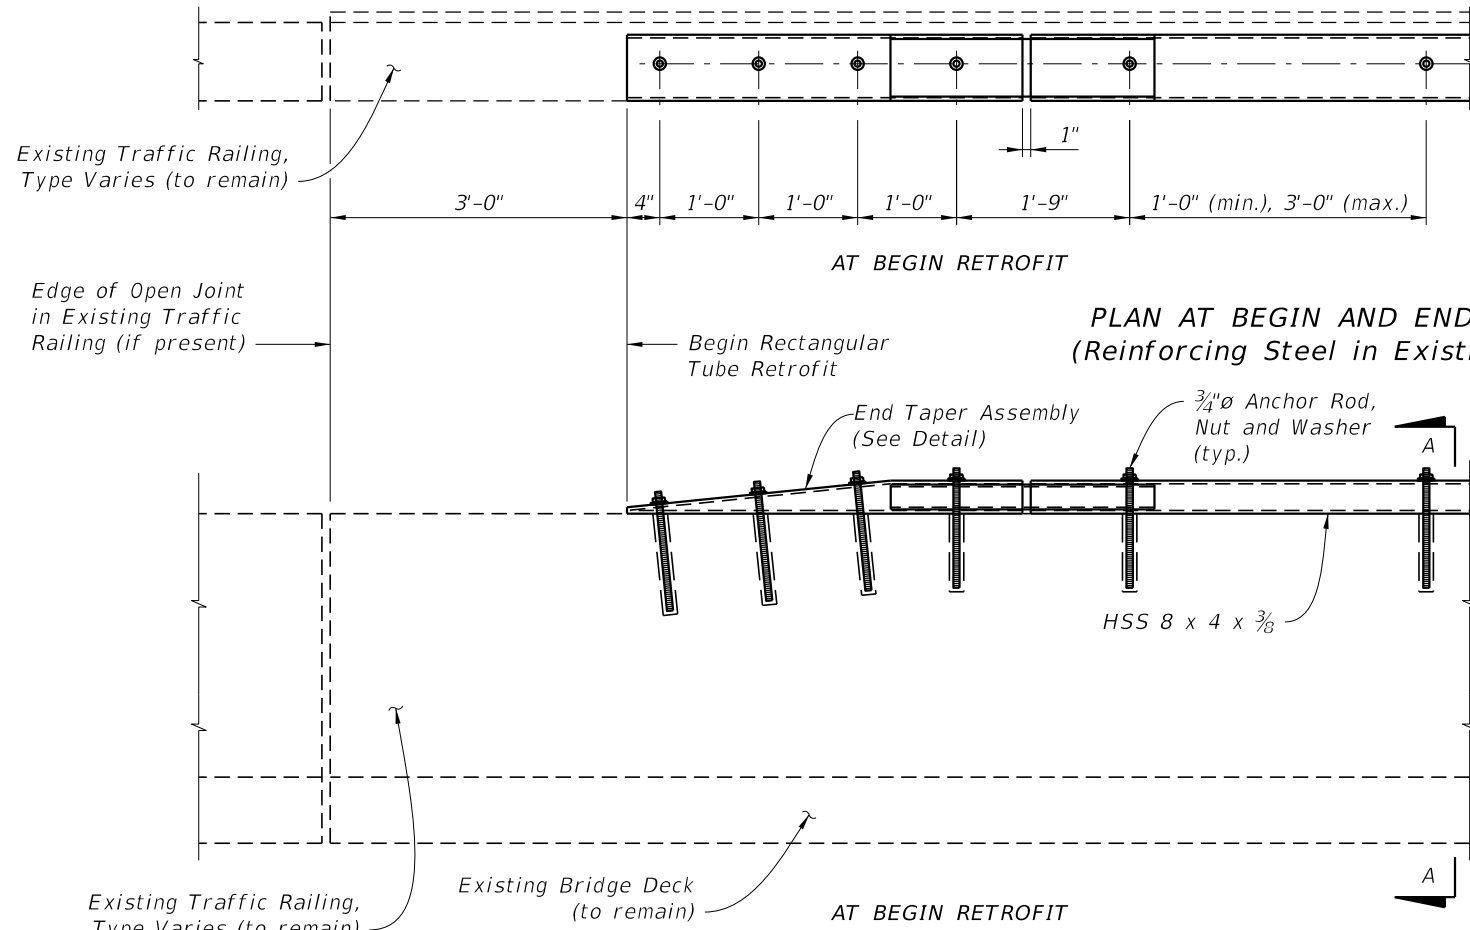 Existing Traffic Railing,
Type Varies (to remain)
1"
3'-0"
4"
1'-0"
1'-0"
1'-0"
1'-9"
1'-0" (min.), 3'-0" (max.)
AT BEGIN RETROFIT
Edge of Open Joint
in Existing Traffic
Railing (if present)
PLAN AT BEGIN AND END
(Reinforcing Steel in
Begin Rectangular
Tube Retrofit
End Taper Assembly
(See Detail)
¾"ø Anchor Rod,
Nut and Washer
(typ.)
A
HSS 8 x 4 x ⅜
Existing Traffic Railing,
Type Varies (to remain)
Existing Bridge Deck
(to remain)
AT BEGIN RETROFIT
A